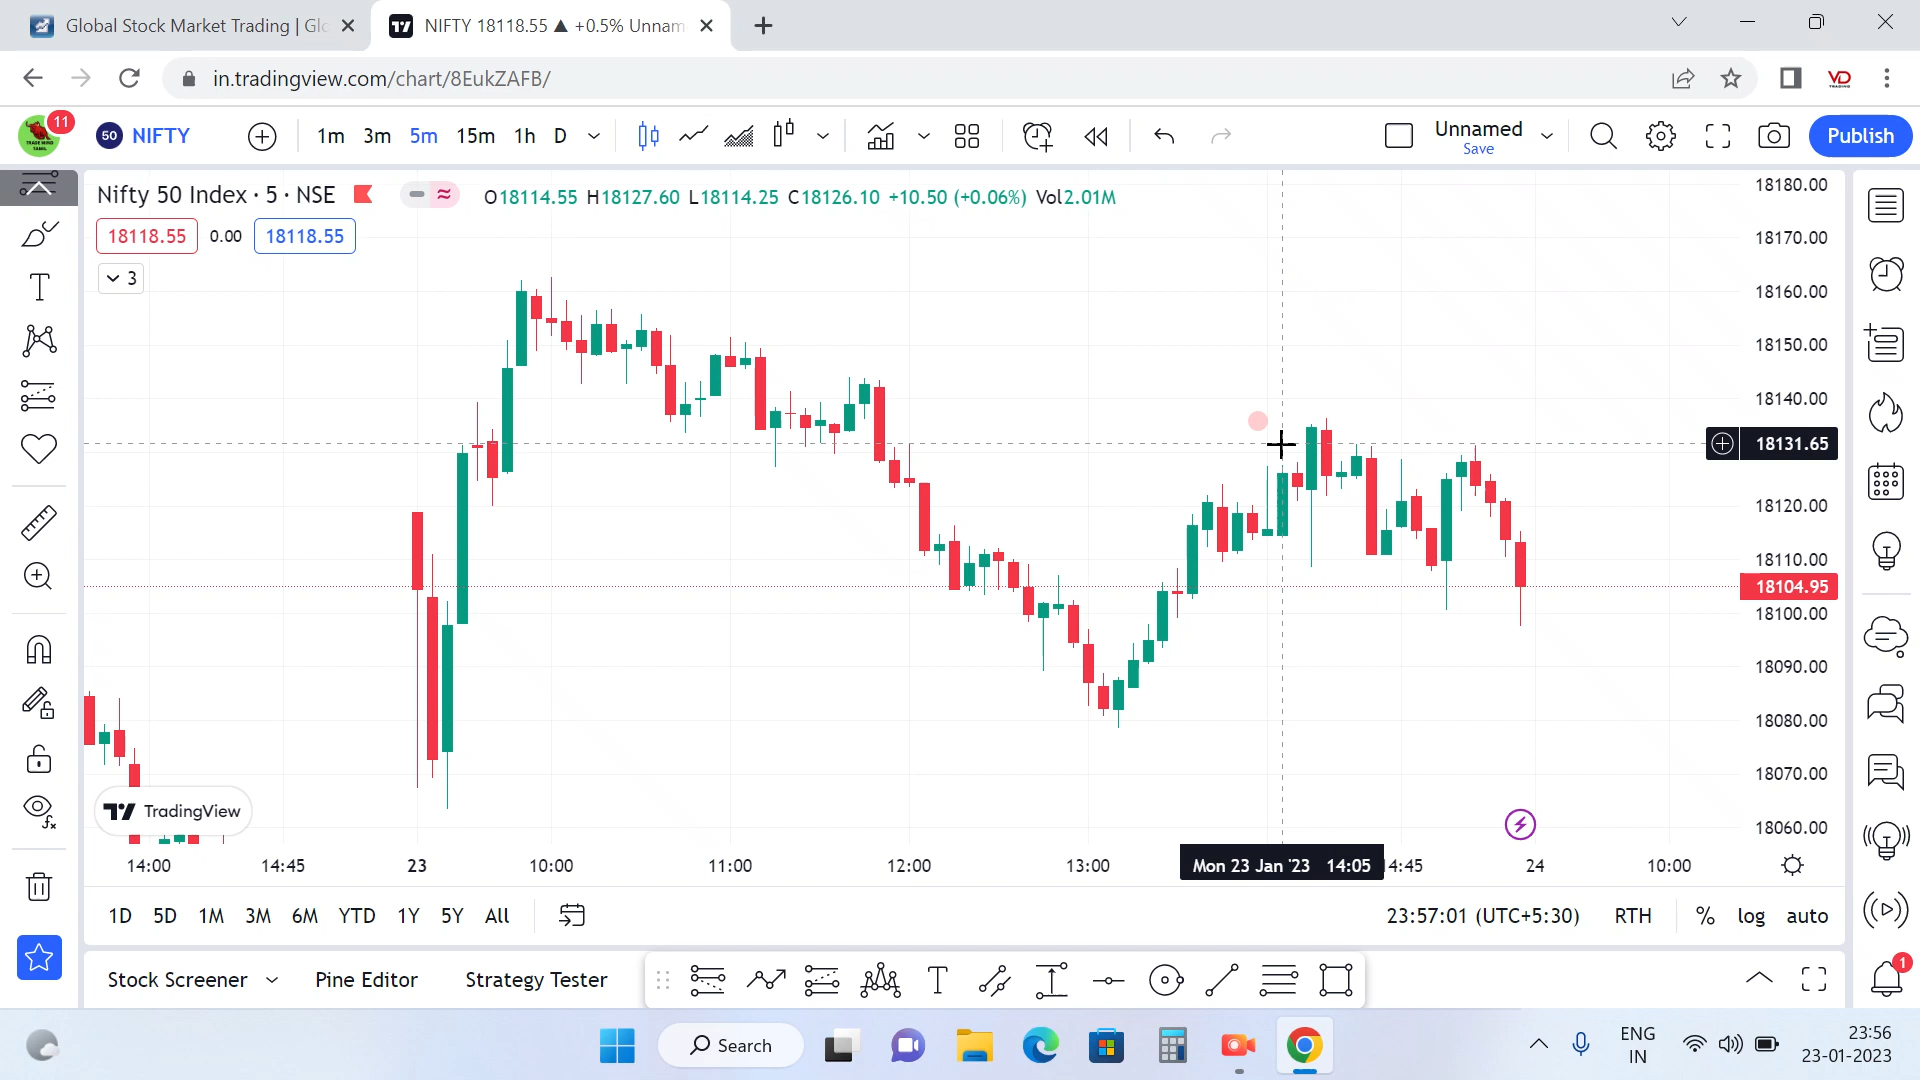 Global Stock Market Trading | Glo
NIFTY 18118.55 ▲ +0.5% Unnam
in.tradingview.com/chart/8EukZAFB/
VD
TRADING
11
TRADE MIND
TAMIL
50 NIFTY
1m 3m 5m 15m 1h D
Unnamed
Save
Publish
Nifty 50 Index · 5 · NSE
O18114.55 H18127.60 L18114.25 C18126.10 +10.50 (+0.06%) Vol2.01M
18118.55 0.00 18118.55
3
18180.00
18170.00
18160.00
18150.00
18140.00
18131.65
18120.00
18110.00
18104.95
18100.00
18090.00
18080.00
18070.00
18060.00
TradingView
14:00 14:45 23 10:00 11:00 12:00 13:00 Mon 23 Jan '23 14:05 4:45 24 10:00
1D 5D 1M 3M 6M YTD 1Y 5Y All
23:57:01 (UTC+5:30) RTH % log auto
Stock Screener Pine Editor Strategy Tester
1
Search
ENG
IN
23:56
23-01-2023